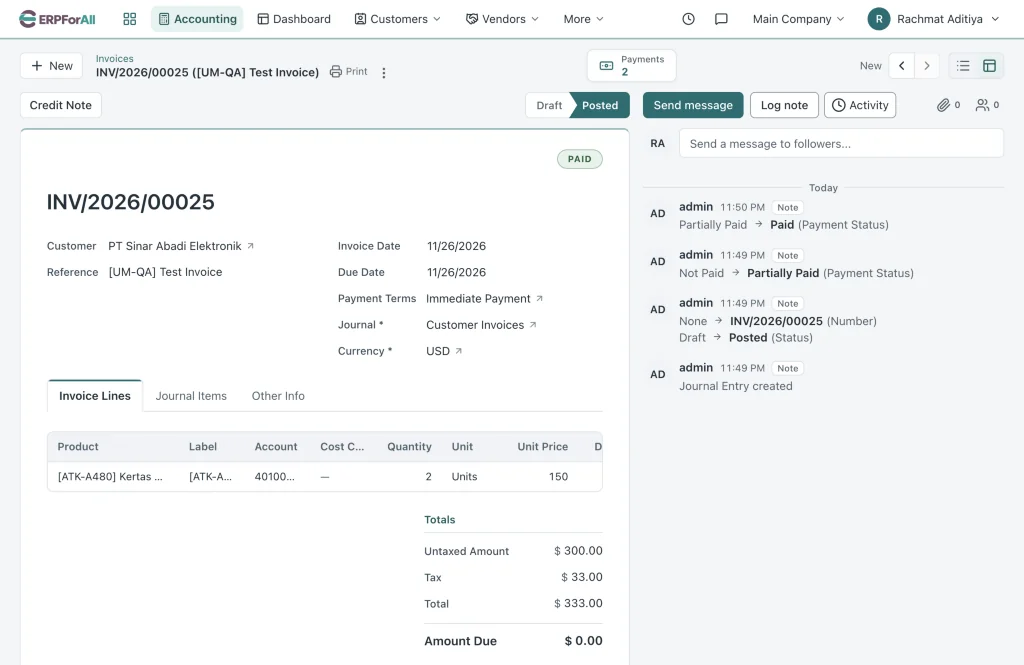 ERPForAll
Accounting
Dashboard
Customers
Vendors
More
Main Company
R
Rachmat Aditiya
New
Invoices
INV/2026/00025 ([UM-QA] Test Invoice)
Print
Payments
2
New
Credit Note
Draft
Posted
Send message
Log note
Activity
0
0
PAID
INV/2026/00025
Customer PT Sinar Abadi Elektronik
Reference [UM-QA] Test Invoice
Invoice Date 11/26/2026
Due Date 11/26/2026
Payment Terms Immediate Payment
Journal * Customer Invoices
Currency * USD
Invoice Lines Journal Items Other Info
Product Label Account Cost C... Quantity Unit Unit Price D
[ATK-A480] Kertas ... [ATK-A... 40100... — 2 Units 150
Totals
Untaxed Amount $ 300.00
Tax $ 33.00
Total $ 333.00
Amount Due $ 0.00
RA
Send a message to followers...
Today
AD
admin 11:50 PM Note
Partially Paid → Paid (Payment Status)
AD
admin 11:49 PM Note
Not Paid → Partially Paid (Payment Status)
AD
admin 11:49 PM Note
None → INV/2026/00025 (Number)
Draft → Posted (Status)
AD
admin 11:49 PM Note
Journal Entry created